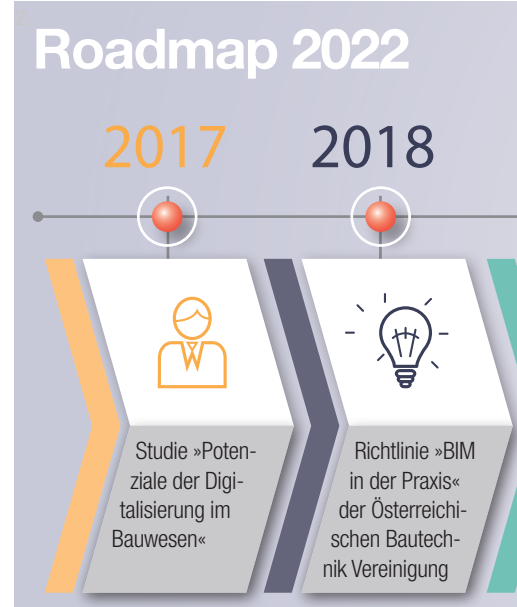 Roadmap 2022
2017
2018
Studie »Poten-
ziale der Digi-
talisierung im
Bauwesen«
Richtlinie »BIM
in der Praxis«
der Österreichi-
schen Bautech-
nik Vereinigung